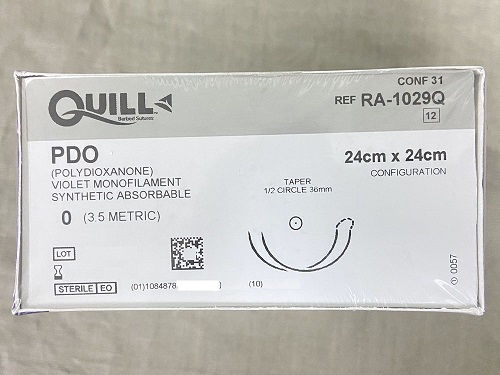 CONF 31
QUILL
Barbed Sutures™
REF RA-1029Q
12
PDO
(POLYDIOXANONE)
VIOLET MONOFILAMENT
SYNTHETIC ABSORBABLE
0 (3.5 METRIC)
24cm x 24cm
CONFIGURATION
TAPER
1/2 CIRCLE 36mm
LOT
STERILE EO
(01)1084878 )
(10)
0057